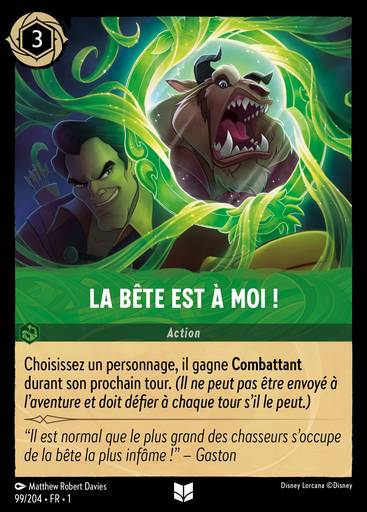 3
LA BÊTE EST À MOI !
Action
Choisissez un personnage, il gagne Combattant
durant son prochain tour. (Il ne peut pas être envoyé à
l'aventure et doit défier à chaque tour s'il le peut.)
“Il est normal que le plus grand des chasseurs s'occupe
de la bête la plus infâme !” – Gaston
Matthew Robert Davies
Disney Lorcana ©Disney
99/204 • FR • 1